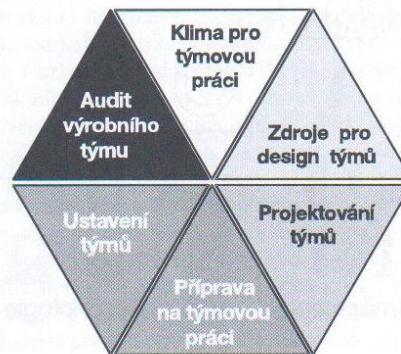 Klima pro
týmovou
práci
Audit
výrobního
týmu
Zdroje pro
design týmů
Ustavení
týmů
Projektování
týmů
Příprava
na týmovou
práci